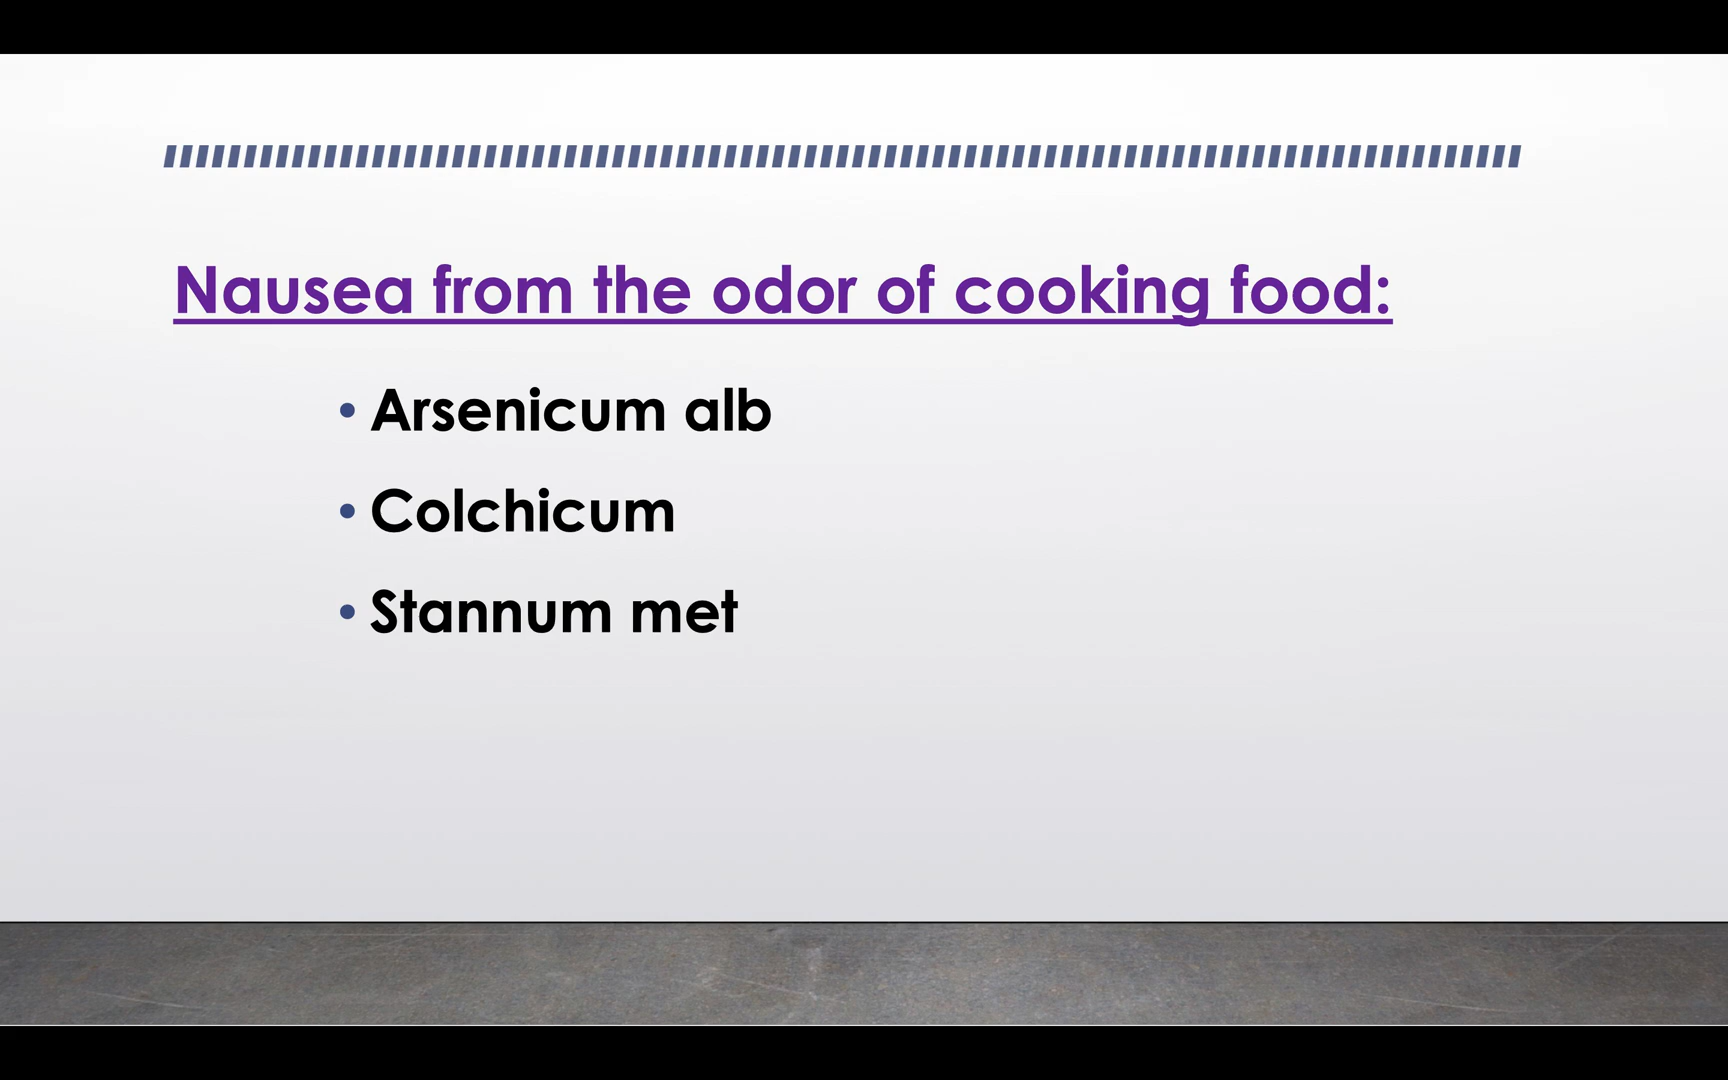 Nausea from the odor of cooking food:
• Arsenicum alb
• Colchicum
• Stannum met